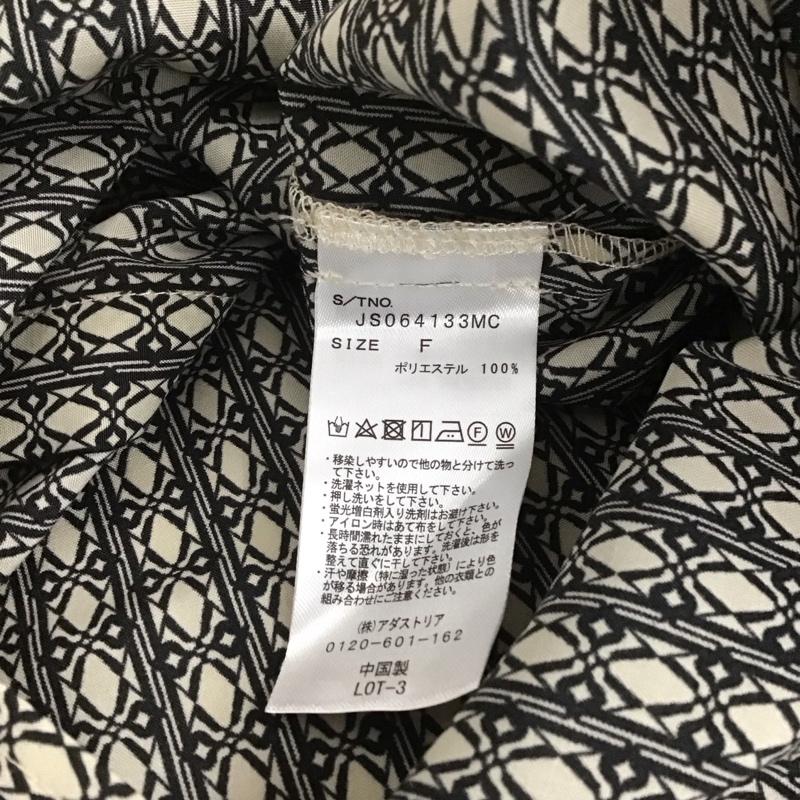 S/TNO.
JS064133MC
SIZE F
ポリエステル 100%
F W
・移染しやすいので他の物と分けて洗っ
て下さい。
・洗濯ネットを使用して下さい。
・押し洗いをして下さい。
・蛍光増白剤入り洗剤はお避け下さい。
・アイロン時はあて布をして下さい。
・長時間濡れたままにしておくと、色が
落ちる恐れがあります。洗濯後は形を
整えて直ぐに干して下さい。
・汗や摩擦（特に湿った状態）により色
が移る場合があります。他の衣類との
組み合わせにご注意ください。
(株)アダストリア
0120-601-162
中国製
LOT-3